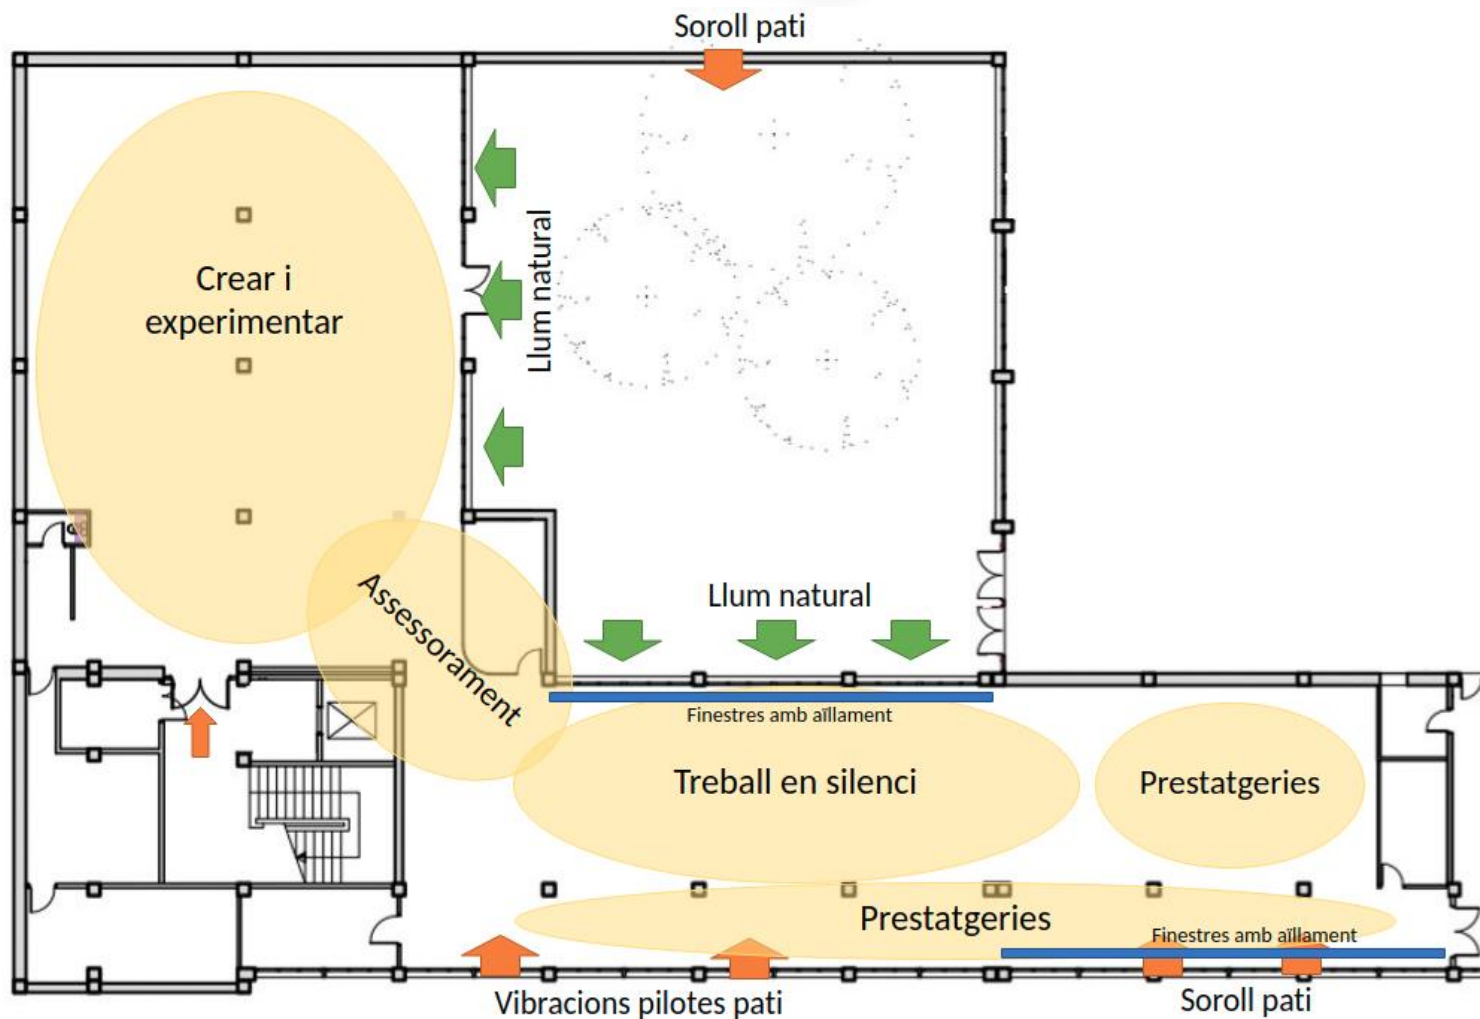 Soroll pati
Llum natural
Crear i
experimentar
Assessorament
Llum natural
Finestres amb aïllament
Treball en silenci
Prestatgeries
Prestatgeries
Finestres amb aïllament
Vibracions pilotes pati
Soroll pati